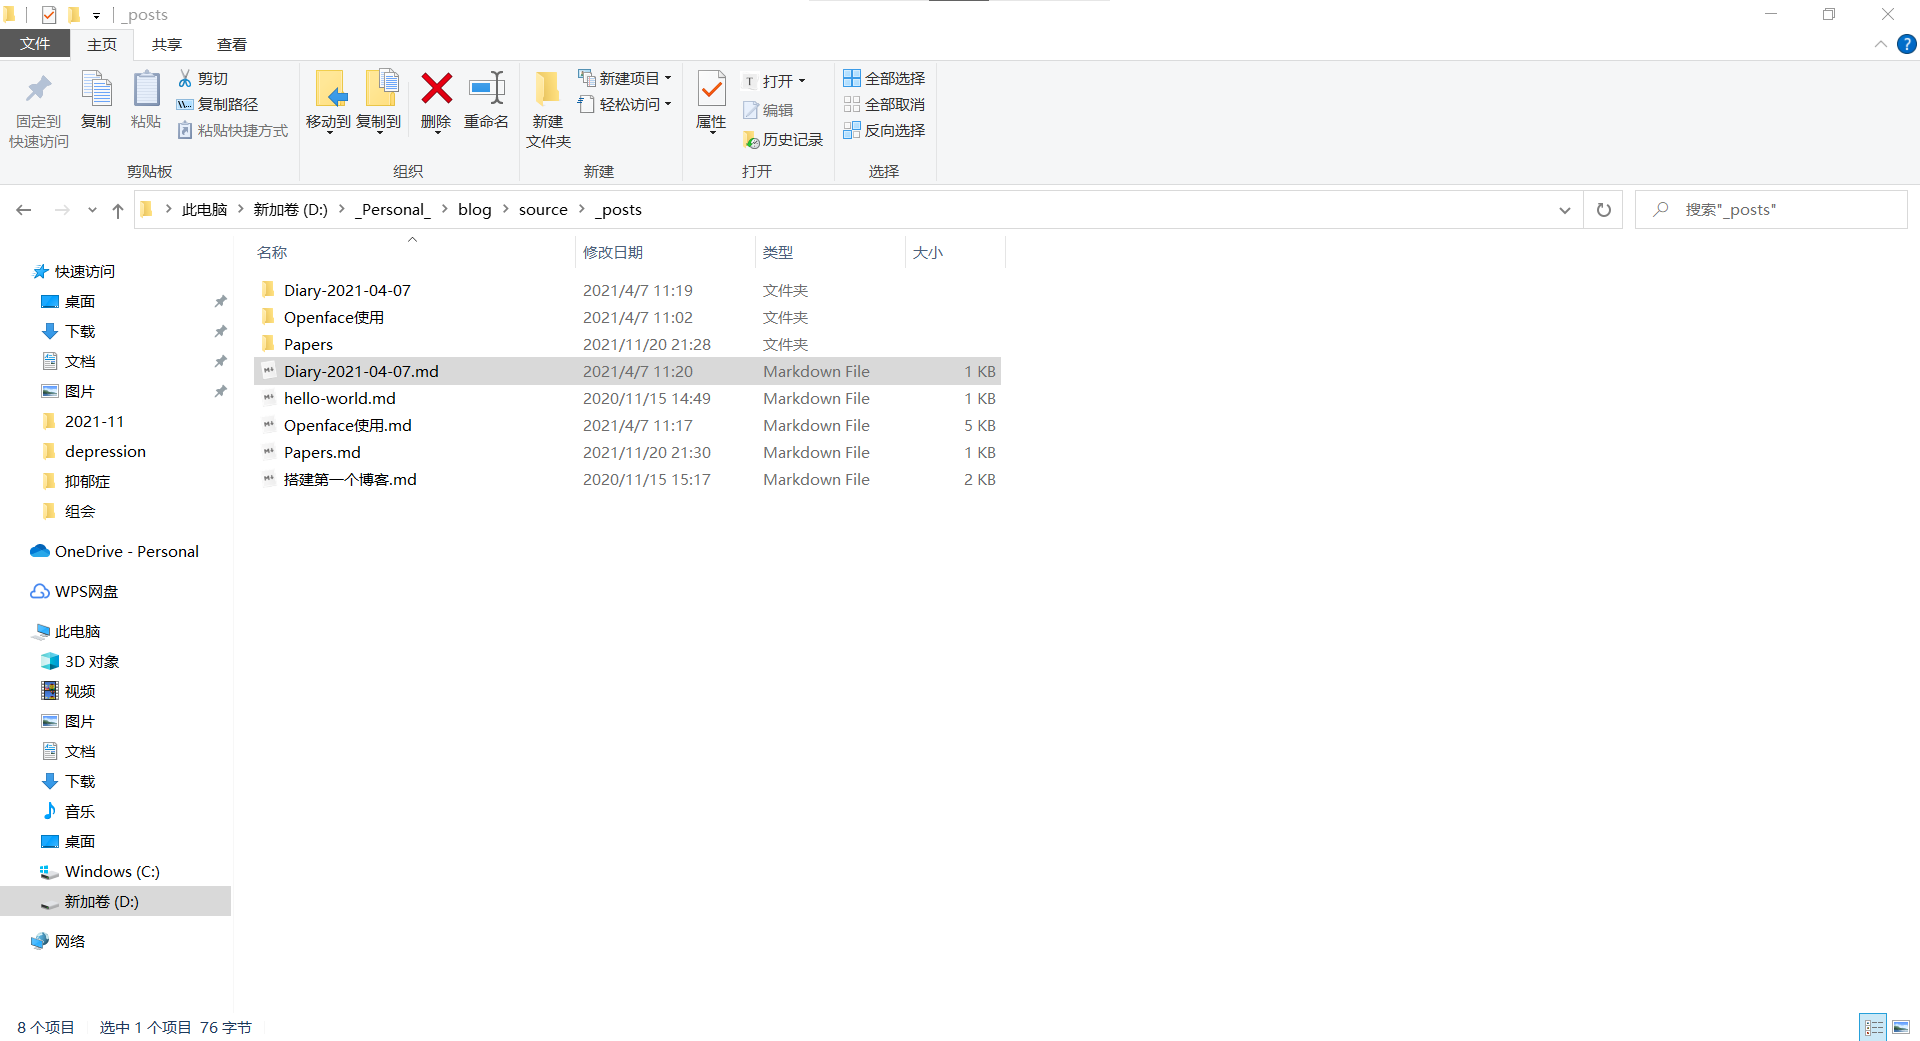 _posts
文件
主页
共享
查看
固定到
快速访问
复制
粘贴
剪切
复制路径
粘贴快捷方式
剪贴板
移动到
复制到
删除
重命名
组织
新建
文件夹
新建项目
轻松访问
新建
属性
打开
编辑
历史记录
打开
全部选择
全部取消
反向选择
选择
此电脑 新加卷 (D:) _Personal_ blog source _posts
搜索"_posts"
快速访问
桌面
下载
文档
图片
2021-11
depression
抑郁症
组会
OneDrive - Personal
WPS网盘
此电脑
3D 对象
视频
图片
文档
下载
音乐
桌面
Windows (C:)
新加卷 (D:)
网络
名称 修改日期 类型 大小
Diary-2021-04-07 2021/4/7 11:19 文件夹
Openface使用 2021/4/7 11:02 文件夹
Papers 2021/11/20 21:28 文件夹
Diary-2021-04-07.md 2021/4/7 11:20 Markdown File 1 KB
hello-world.md 2020/11/15 14:49 Markdown File 1 KB
Openface使用.md 2021/4/7 11:17 Markdown File 5 KB
Papers.md 2021/11/20 21:30 Markdown File 1 KB
搭建第一个博客.md 2020/11/15 15:17 Markdown File 2 KB
8 个项目 选中 1 个项目 76 字节